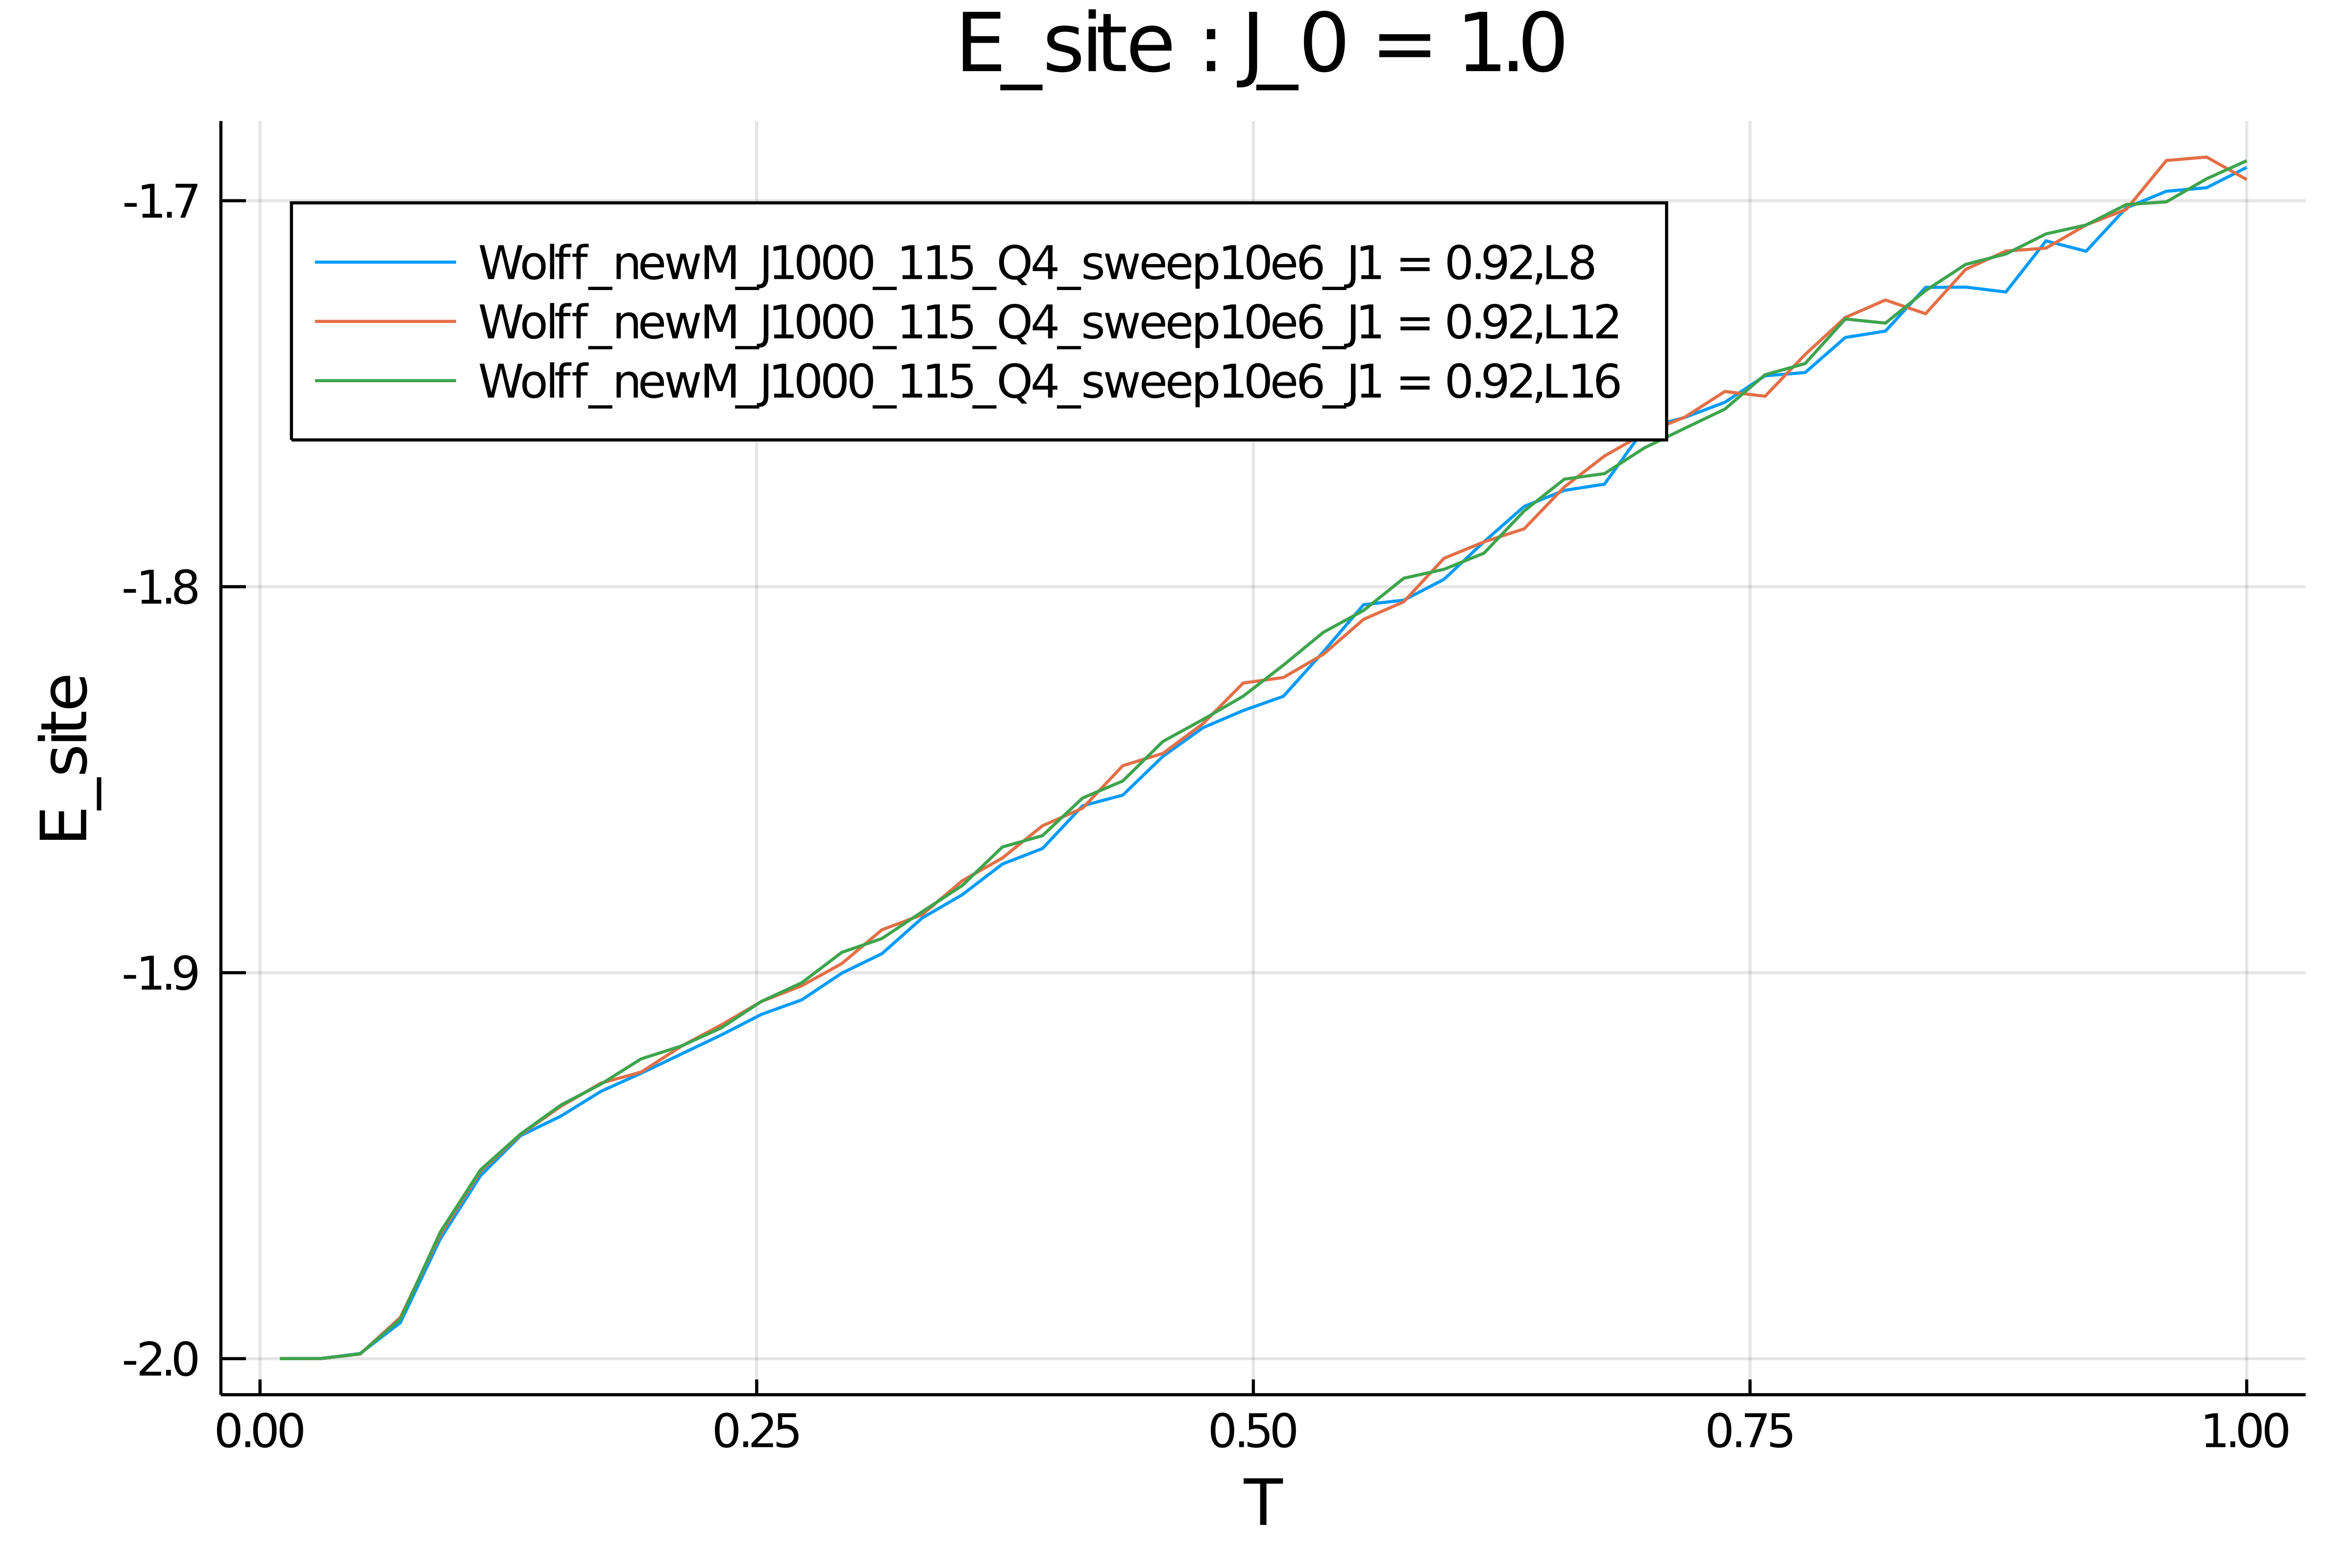 E_site : J_0 = 1.0
-1.7
-1.8
-1.9
-2.0
E_site
Wolff_newM_J1000_115_Q4_sweep10e6_J1 = 0.92,L8
Wolff_newM_J1000_115_Q4_sweep10e6_J1 = 0.92,L12
Wolff_newM_J1000_115_Q4_sweep10e6_J1 = 0.92,L16
0.00 0.25 0.50 0.75 1.00
T